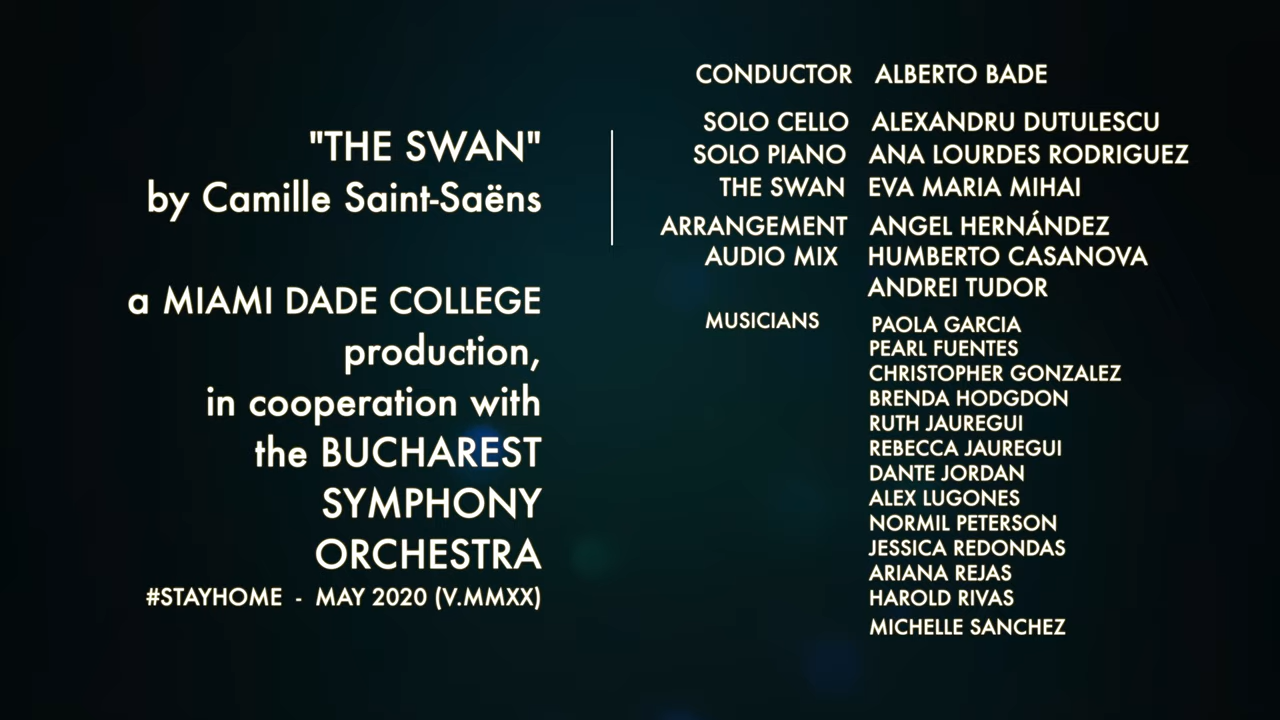 "THE SWAN"
by Camille Saint-Saëns
a MIAMI DADE COLLEGE
production,
in cooperation with
the BUCHAREST
SYMPHONY
ORCHESTRA
#STAYHOME - MAY 2020 (V.MMXX)
CONDUCTOR ALBERTO BADE
SOLO CELLO ALEXANDRU DUTULESCU
SOLO PIANO ANA LOURDES RODRIGUEZ
THE SWAN EVA MARIA MIHAI
ARRANGEMENT ANGEL HERNÁNDEZ
AUDIO MIX HUMBERTO CASANOVA
ANDREI TUDOR
MUSICIANS PAOLA GARCIA
PEARL FUENTES
CHRISTOPHER GONZALEZ
BRENDA HODGDON
RUTH JAUREGUI
REBECCA JAUREGUI
DANTE JORDAN
ALEX LUGONES
NORMIL PETERSON
JESSICA REDONDAS
ARIANA REJAS
HAROLD RIVAS
MICHELLE SANCHEZ